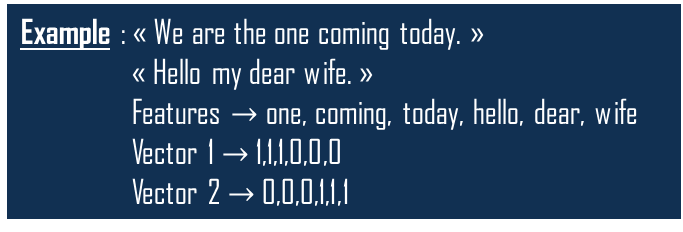 Example : « We are the one coming today. »
« Hello my dear wife. »
Features → one, coming, today, hello, dear, wife
Vector 1 → 1,1,1,0,0,0
Vector 2 → 0,0,0,1,1,1